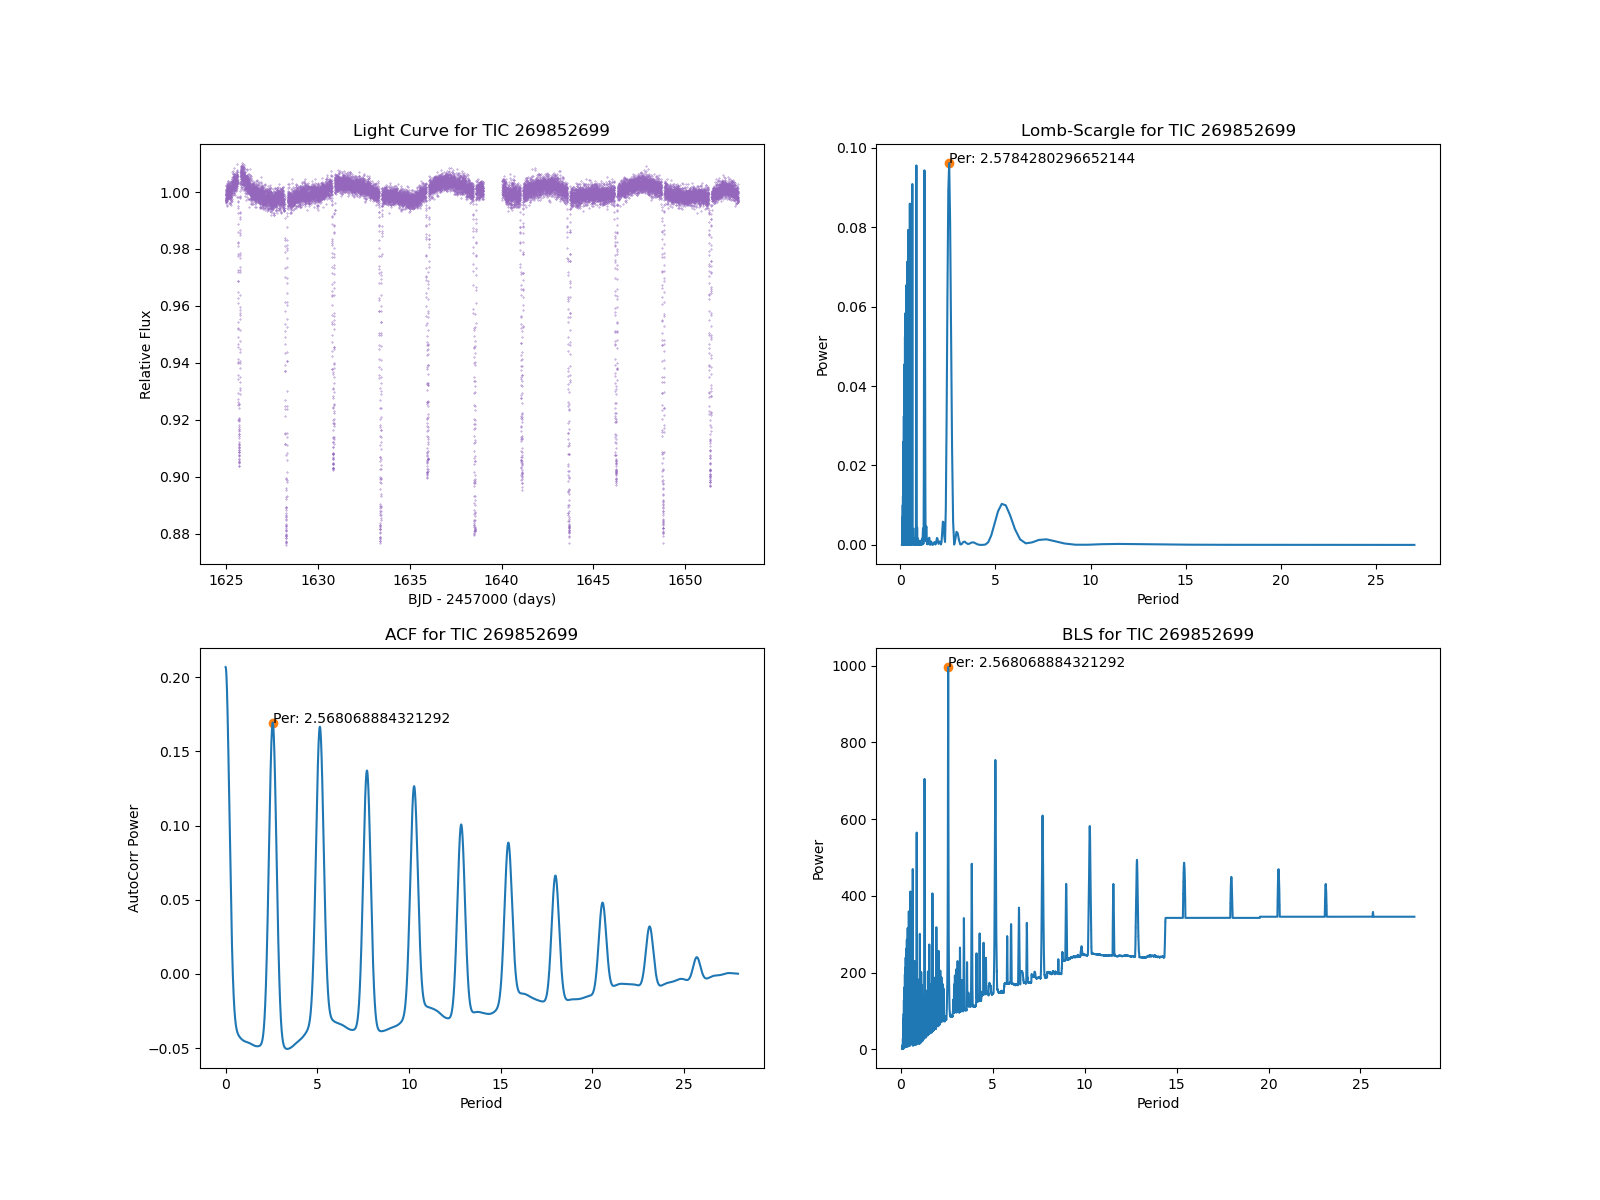 Light Curve for TIC 269852699
1.00
0.98
0.96
0.94
0.92
0.90
0.88
Relative Flux
1625 1630 1635 1640 1645 1650
BJD - 2457000 (days)
Lomb-Scargle for TIC 269852699
Per: 2.5784280296652144
0.10
0.08
0.06
0.04
0.02
0.00
Power
0 5 10 15 20 25
Period
ACF for TIC 269852699
Per: 2.568068884321292
0.20
0.15
0.10
0.05
0.00
−0.05
AutoCorr Power
0 5 10 15 20 25
Period
BLS for TIC 269852699
Per: 2.568068884321292
1000
800
600
400
200
0
Power
0 5 10 15 20 25
Period